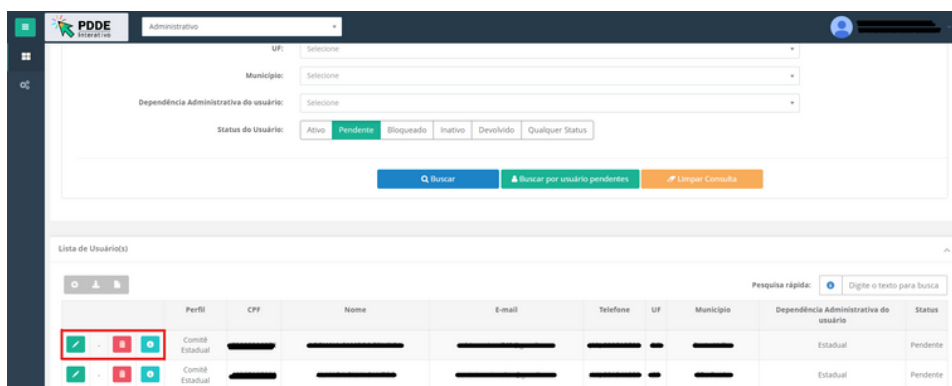 PDDE
Interativo
Administrativo
UF:
Selecione
Município:
Selecione
Dependência Administrativa do usuário:
Selecione
Status do Usuário:
Ativo Pendente Bloqueado Inativo Devolvido Qualquer Status
Buscar Buscar por usuário pendentes Limpar Consulta
Lista de Usuário(s)
Pesquisa rápida: Digite o texto para busca
Perfil CPF Nome E-mail Telefone UF Município Dependência Administrativa do usuário Status
Comitê
Estadual
Estadual Pendente
Comitê
Estadual
Estadual Pendente